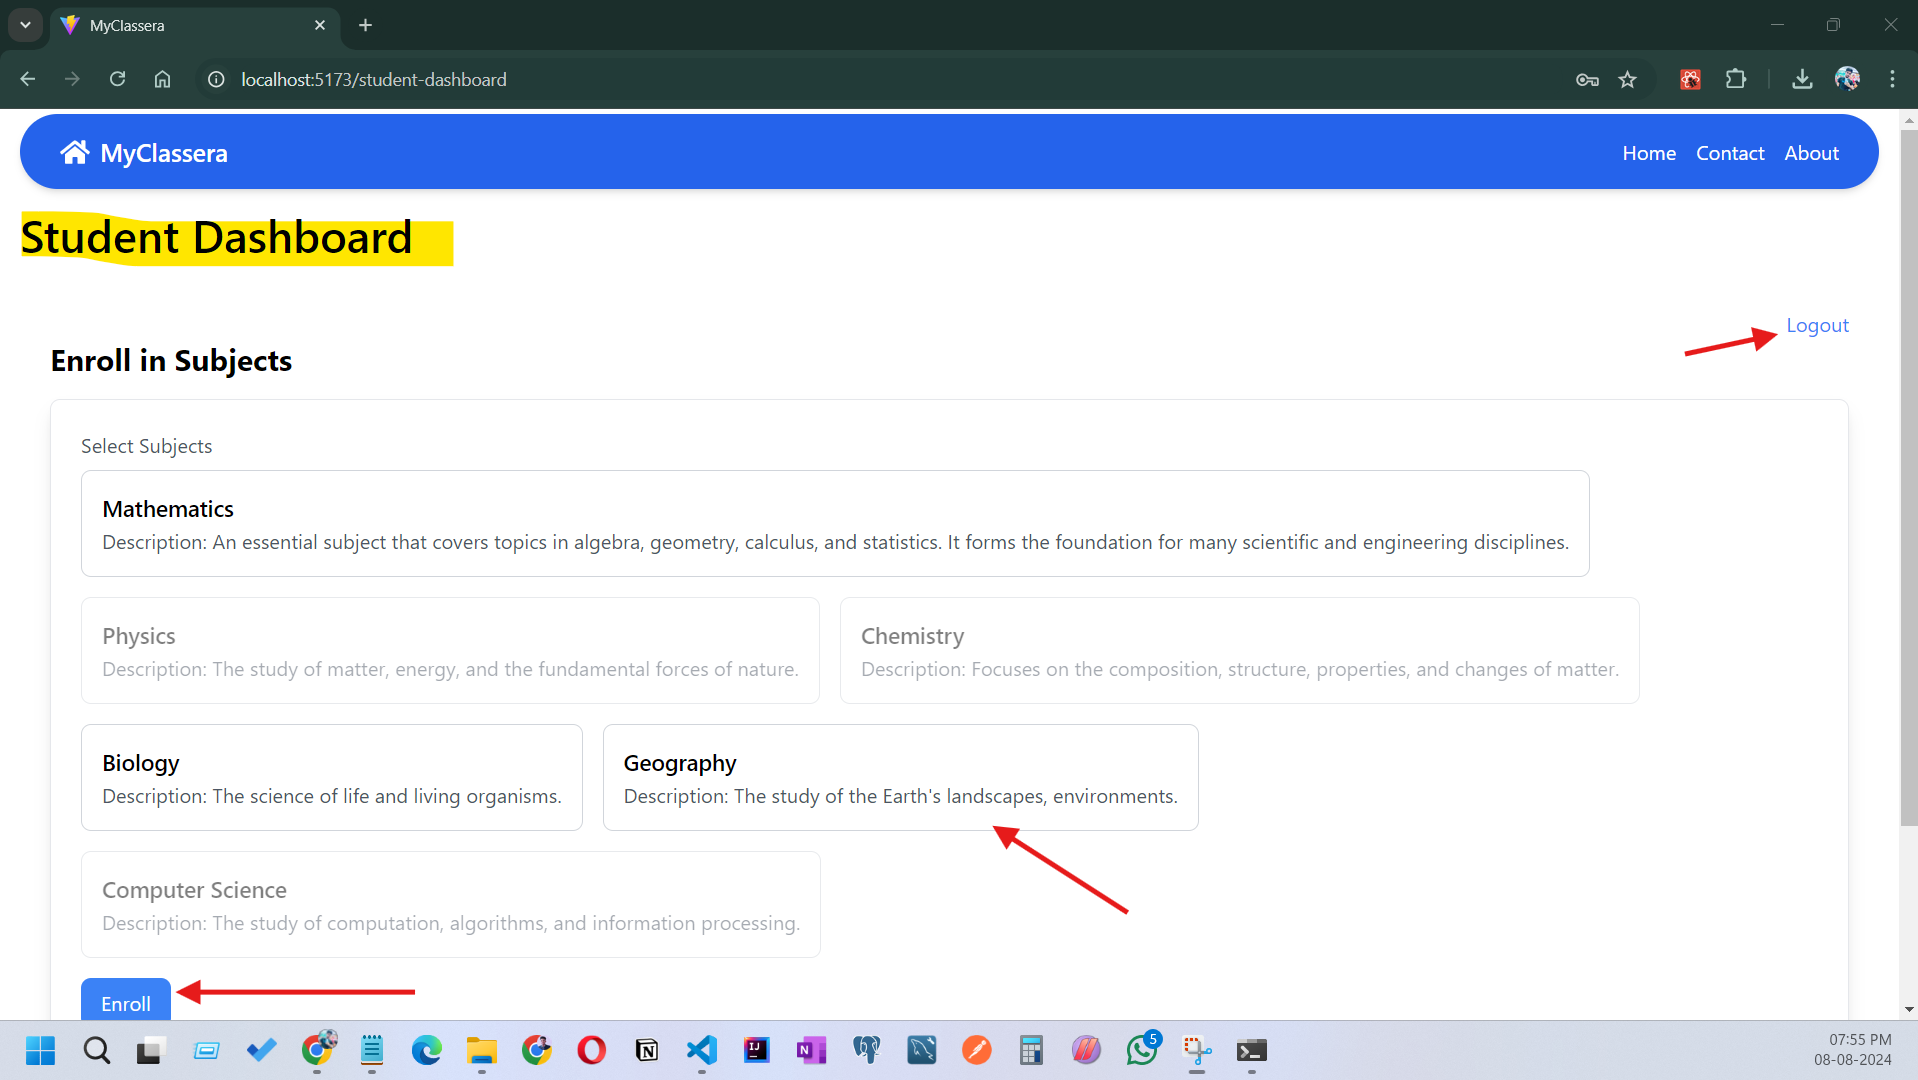 MyClassera
localhost:5173/student-dashboard
MyClassera
Home Contact About
Student Dashboard
Logout
Enroll in Subjects
Select Subjects
Mathematics
Description: An essential subject that covers topics in algebra, geometry, calculus, and statistics. It forms the foundation for many scientific and engineering disciplines.
Physics
Description: The study of matter, energy, and the fundamental forces of nature.
Chemistry
Description: Focuses on the composition, structure, properties, and changes of matter.
Biology
Description: The science of life and living organisms.
Geography
Description: The study of the Earth's landscapes, environments.
Computer Science
Description: The study of computation, algorithms, and information processing.
Enroll
5
07:55 PM
08-08-2024